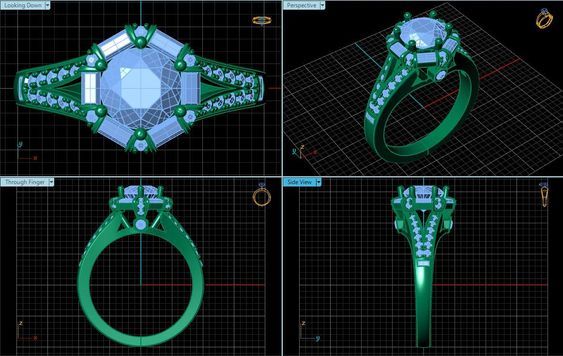 Looking Down
Perspective
y
x
z
y
x
Through Finger
Side View
z
x
z
y